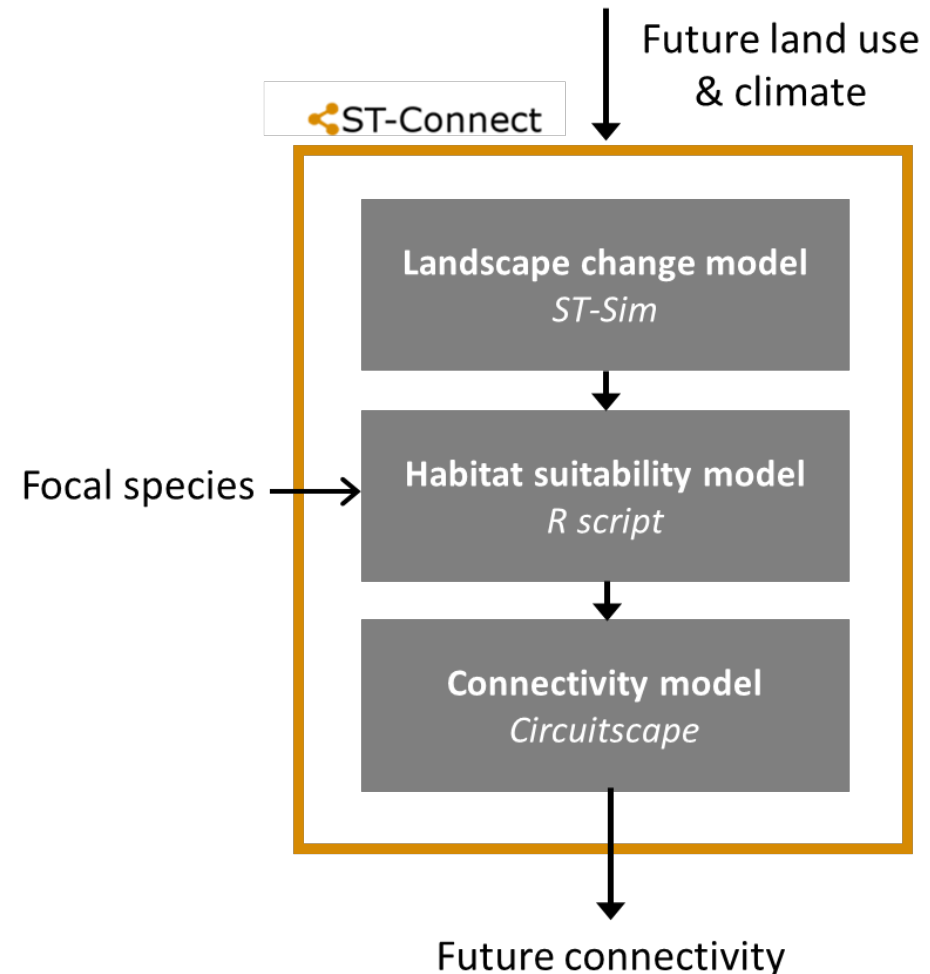 Future land use
& climate
ST-Connect
Landscape change model
ST-Sim
Focal species
Habitat suitability model
R script
Connectivity model
Circuitscape
Future connectivity